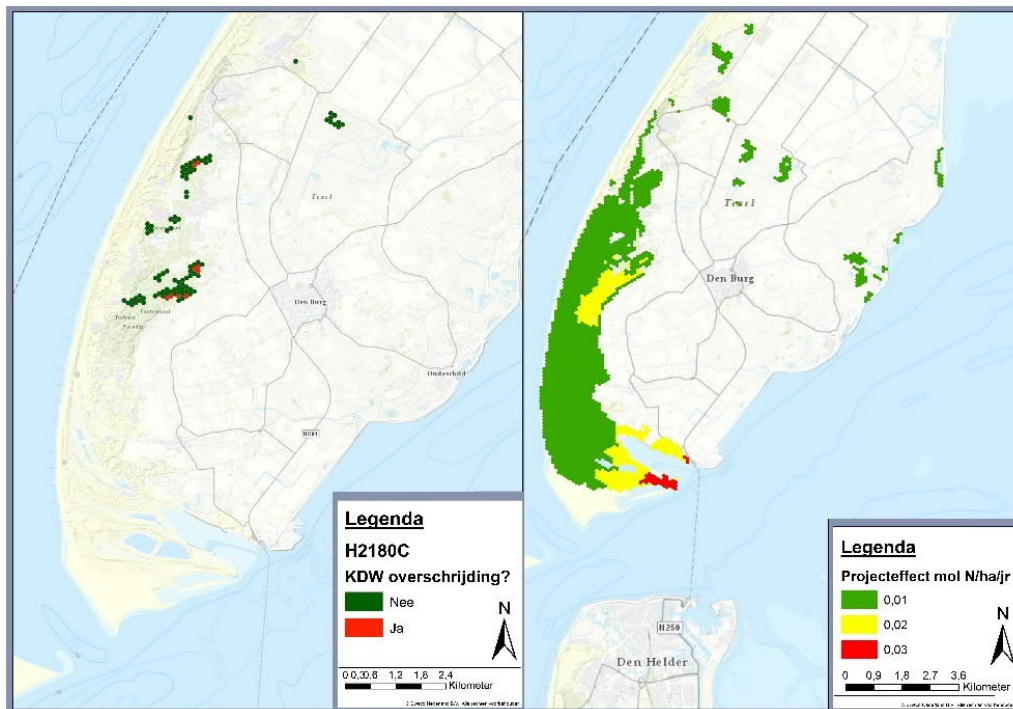 Texel
Den Burg
Oudeschild
N501
Legenda
H2180C
KDW overschrijding?
Nee
Ja
N
0 0,30,6 1,2 1,8 2,4
Kilometer
Texel
Den Burg
N250
Den Helder
Legenda
Projecteffect mol N/ha/jr
0,01
0,02
0,03
N
0 0,9 1,8 2,7 3,6
Kilometer